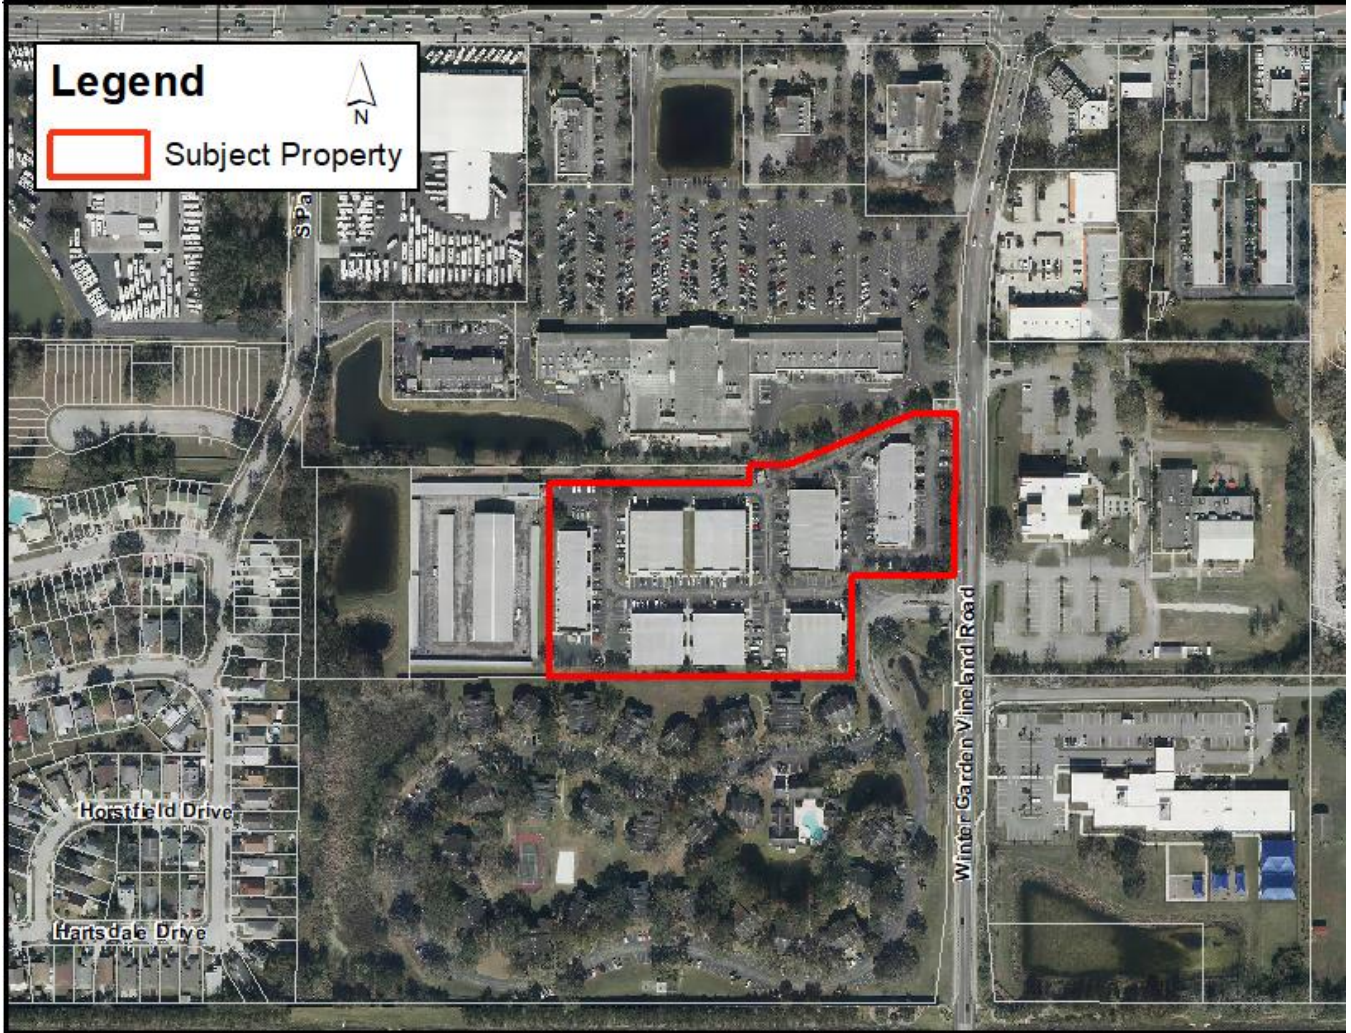 Legend
N
Subject Property
S Pa
Winter Garden Vineland Road
Horstfield Drive
Hartsdale Drive